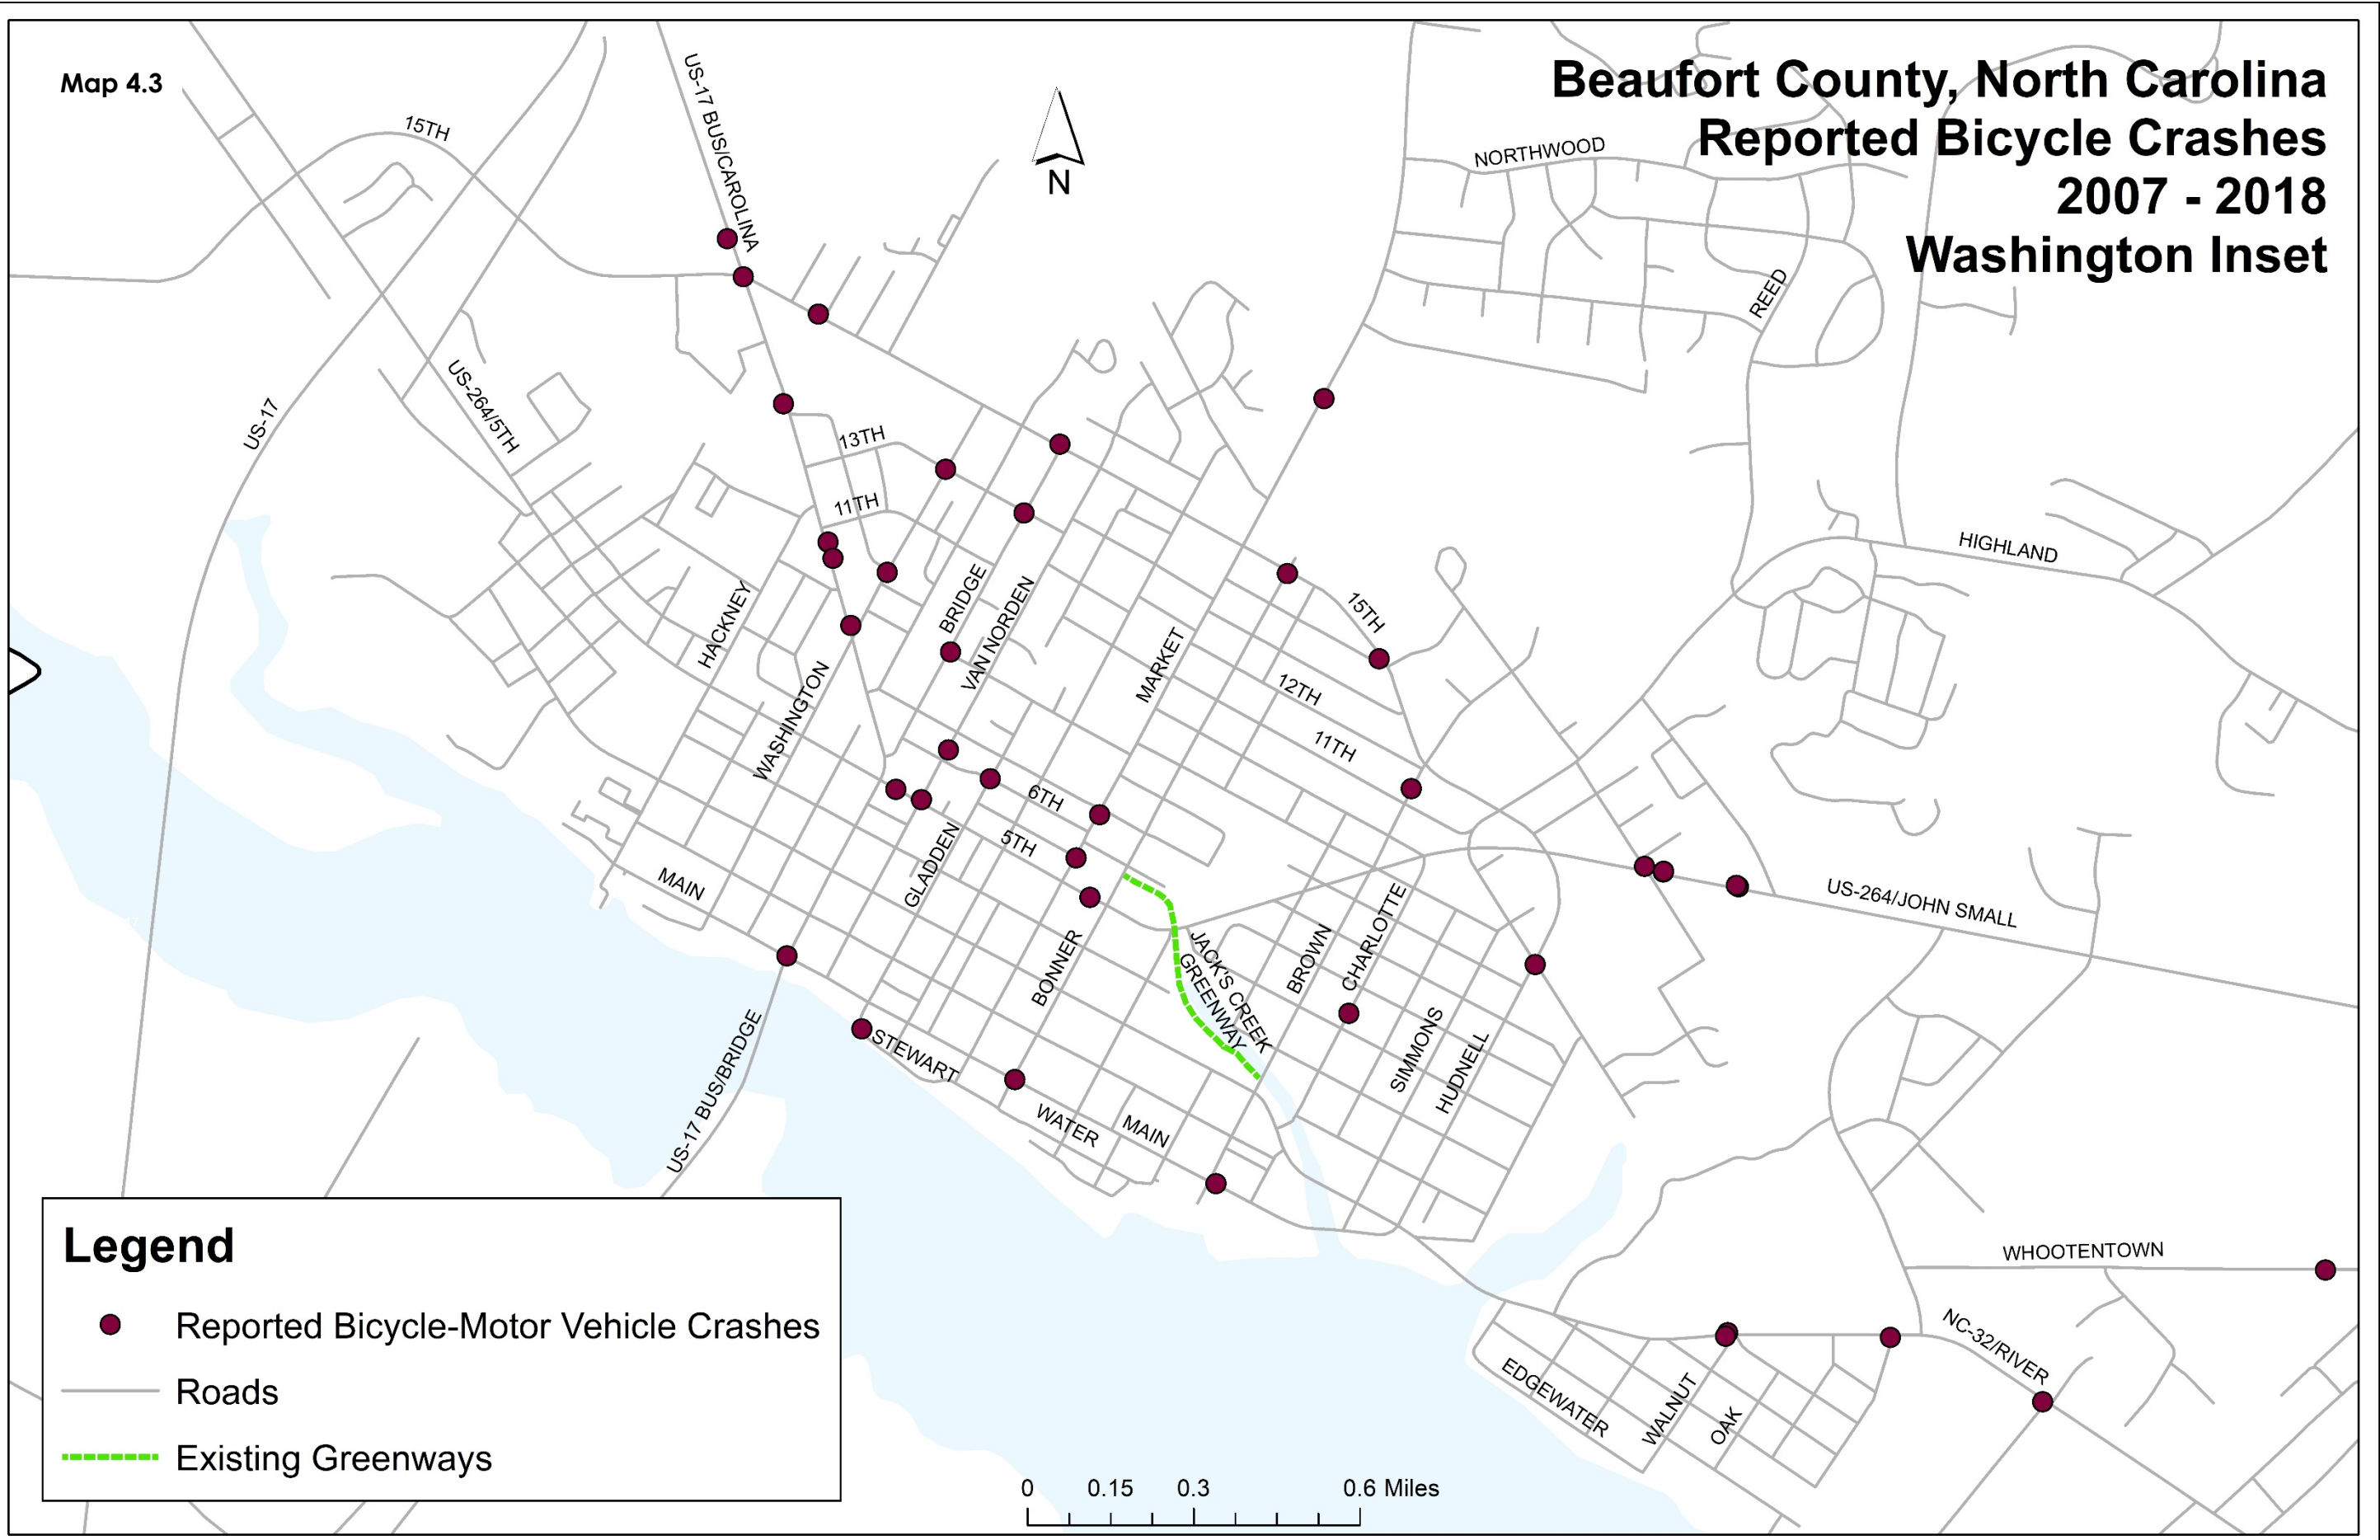 Map 4.3
Beaufort County, North Carolina
Reported Bicycle Crashes
2007 - 2018
Washington Inset
N
15TH
US-17 BUS/CAROLINA
NORTHWOOD
REED
US-17
US-264/5TH
13TH
11TH
HIGHLAND
HACKNEY
BRIDGE
VAN NORDEN
15TH
MARKET
WASHINGTON
12TH
11TH
6TH
5TH
GLADDEN
MAIN
US-264/JOHN SMALL
BONNER
JACK'S CREEK
GREENWAY
BROWN
CHARLOTTE
SIMMONS
HUDNELL
STEWART
US-17 BUS/BRIDGE
WATER
MAIN
WHOOTENTOWN
NC-32/RIVER
EDGEWATER
WALNUT
OAK
Legend
Reported Bicycle-Motor Vehicle Crashes
Roads
Existing Greenways
0 0.15 0.3 0.6 Miles